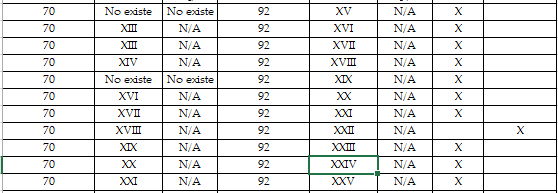 70 No existe No existe 92 XV N/A X
70 XIII N/A 92 XVI N/A X
70 XIII N/A 92 XVII N/A X
70 XIV N/A 92 XVIII N/A X
70 No existe No existe 92 XIX N/A X
70 XVI N/A 92 XX N/A X
70 XVII N/A 92 XXI N/A X
70 XVIII N/A 92 XXII N/A X
70 XIX N/A 92 XXIII N/A X
70 XX N/A 92 XXIV N/A X
70 XXI N/A 92 XXV N/A X